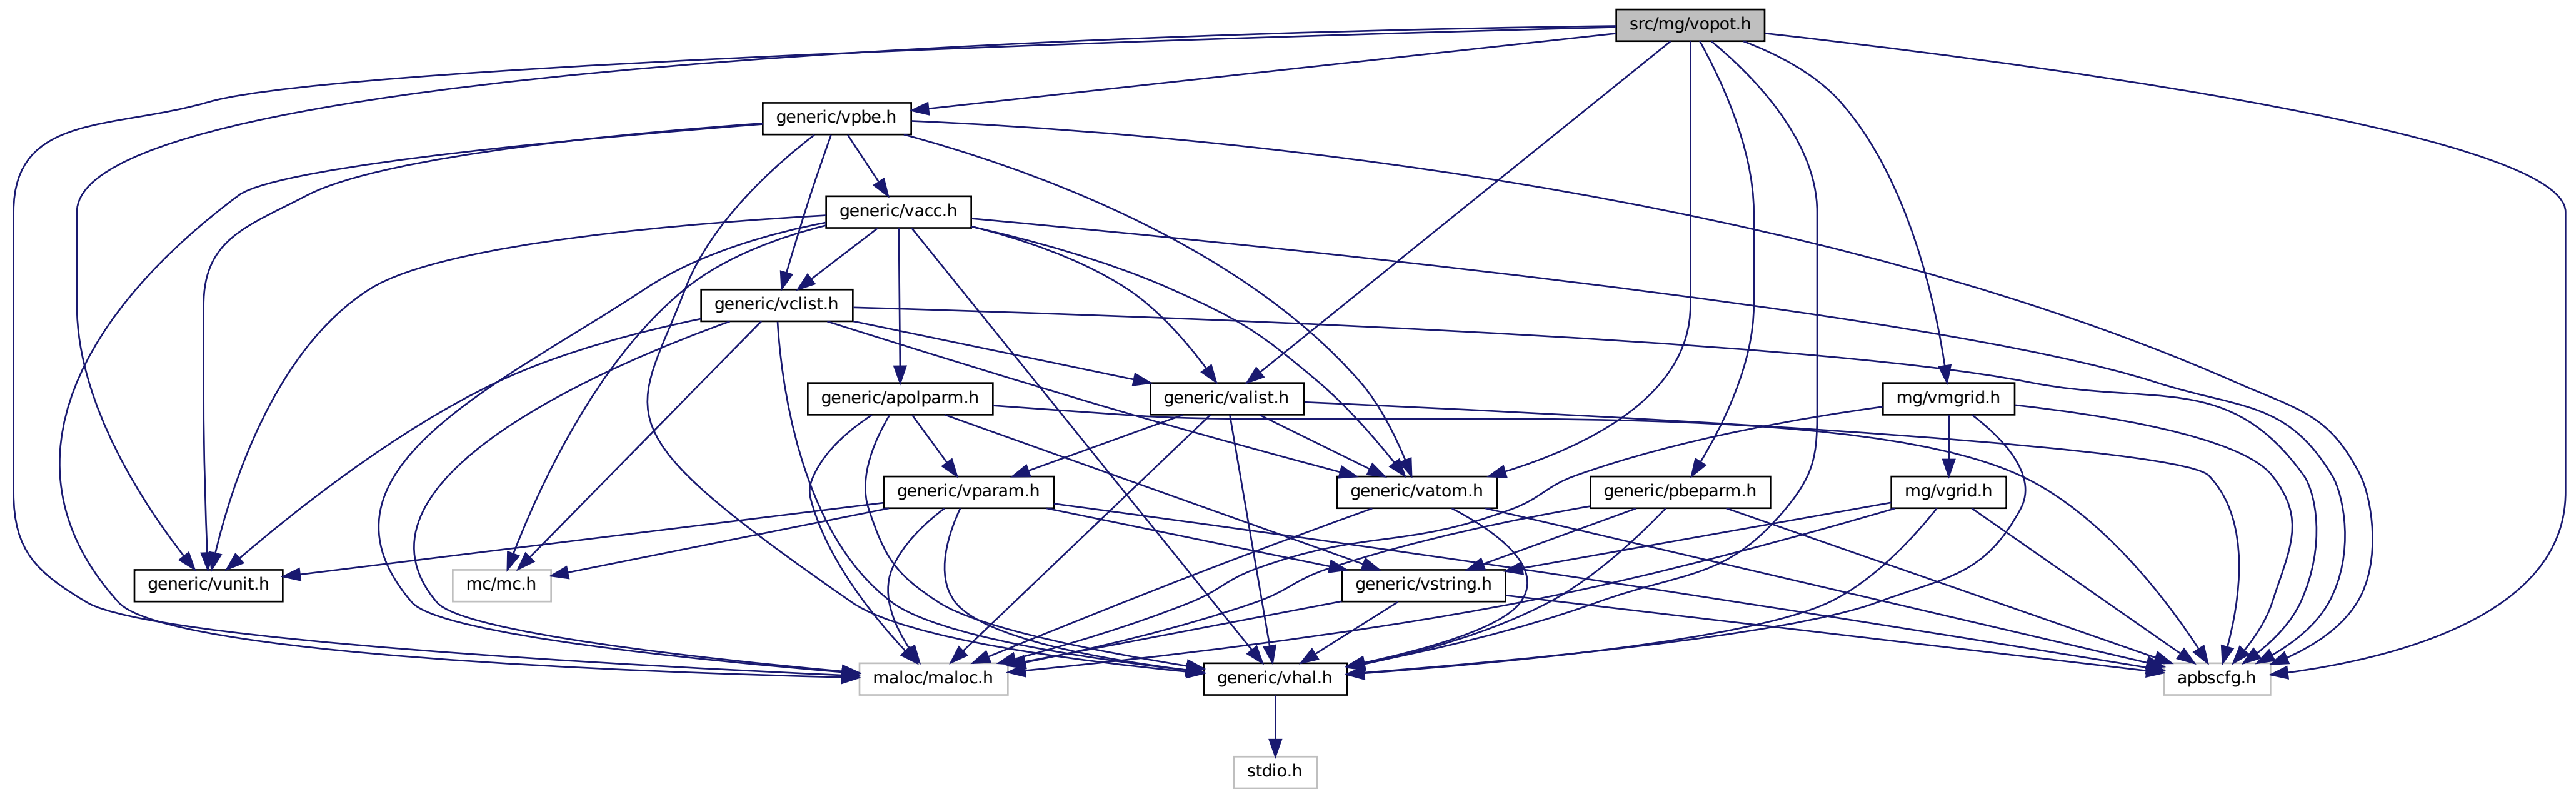 src/mg/vopot.h
generic/vpbe.h
generic/vacc.h
generic/vclist.h
generic/apolparm.h
generic/valist.h
mg/vmgrid.h
generic/vparam.h
generic/vatom.h
generic/pbeparm.h
mg/vgrid.h
generic/vunit.h
mc/mc.h
generic/vstring.h
maloc/maloc.h
generic/vhal.h
apbscfg.h
stdio.h